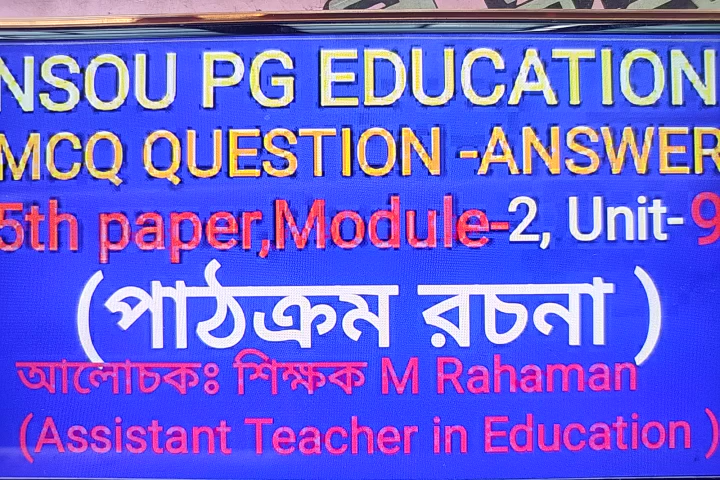 NSOU PG EDUCATION
MCQ QUESTION -ANSWER
5th paper,Module-2, Unit-9
(পাঠক্রম রচনা)
আলোচকঃ শিক্ষক M Rahaman
(Assistant Teacher in Education )